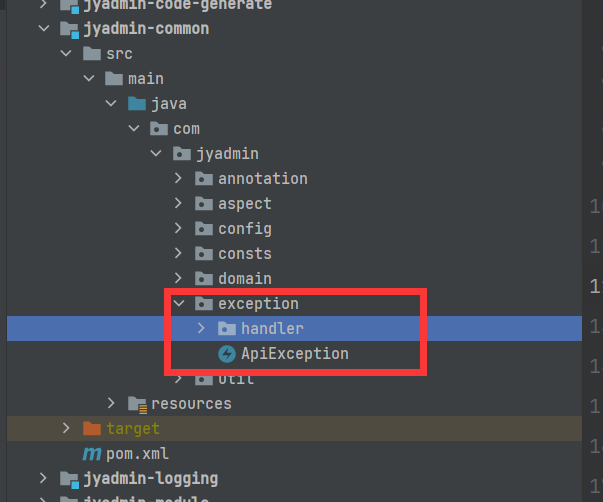 jyadmin-code-generate
jyadmin-common
src
main
java
com
jyadmin
annotation
aspect
config
consts
domain
exception
handler
ApiException
util
resources
target
pom.xml
jyadmin-logging
jyadmin-module